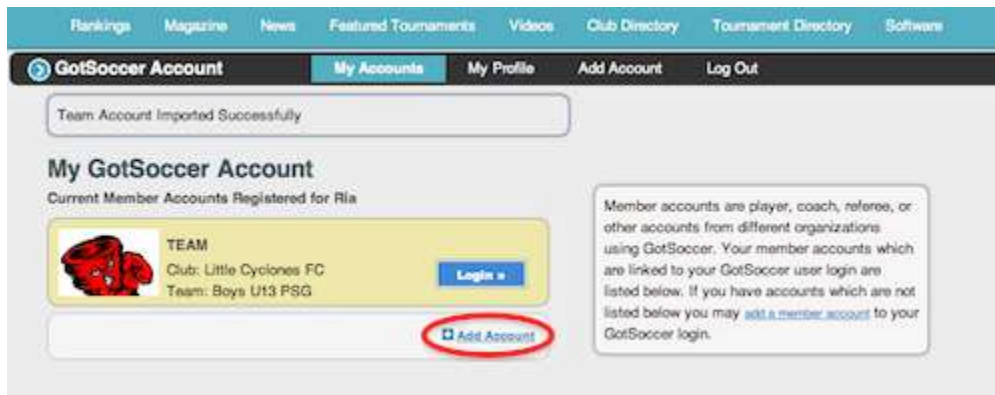 Rankings Magazine News Featured Tournaments Videos Club Directory Tournament Directory Software
GotSoccer Account My Accounts My Profile Add Account Log Out
Team Account Imported Successfully
My GotSoccer Account
Current Member Accounts Registered for Ria
TEAM
Club: Little Cyclones FC
Team: Boys U13 PSG
Login »
Add Account
Member accounts are player, coach, referee, or
other accounts from different organizations
using GotSoccer. Your member accounts which
are linked to your GotSoccer user login are
listed below. If you have accounts which are not
listed below you may add a member account to your
GotSoccer login.